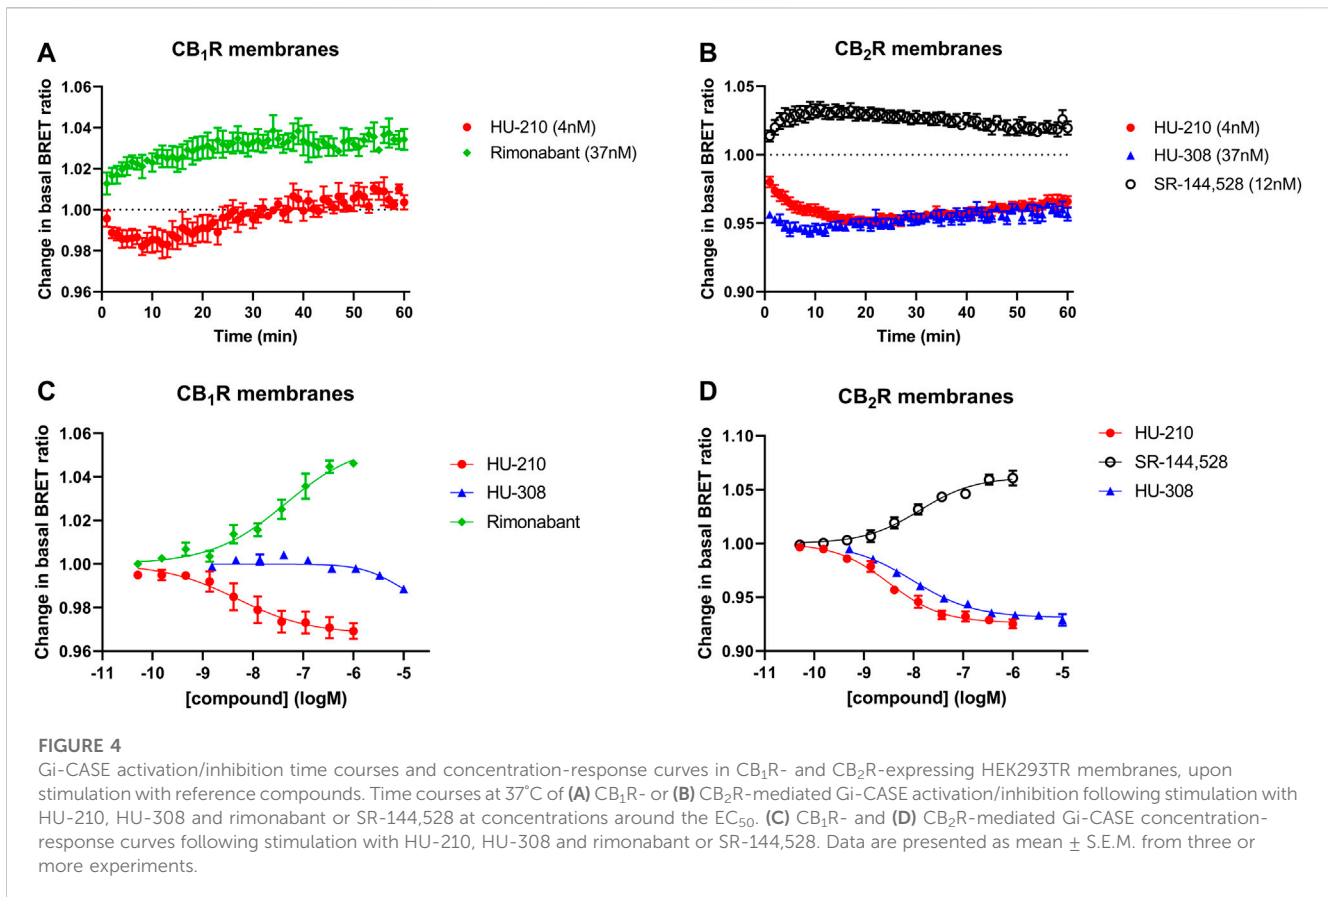 A
CB₁R membranes
Change in basal BRET ratio
1.06
1.04
1.02
1.00
0.98
0.96
0 10 20 30 40 50 60
Time (min)
HU-210 (4nM)
Rimonabant (37nM)
B
CB₂R membranes
Change in basal BRET ratio
1.05
1.00
0.95
0.90
0 10 20 30 40 50 60
Time (min)
HU-210 (4nM)
HU-308 (37nM)
SR-144,528 (12nM)
C
CB₁R membranes
Change in basal BRET ratio
1.06
1.04
1.02
1.00
0.98
0.96
-11 -10 -9 -8 -7 -6 -5
[compound] (logM)
HU-210
HU-308
Rimonabant
D
CB₂R membranes
Change in basal BRET ratio
1.10
1.05
1.00
0.95
0.90
-11 -10 -9 -8 -7 -6 -5
[compound] (logM)
HU-210
SR-144,528
HU-308
FIGURE 4
Gi-CASE activation/inhibition time courses and concentration-response curves in CB₁R- and CB₂R-expressing HEK293TR membranes, upon
stimulation with reference compounds. Time courses at 37°C of (A) CB₁R- or (B) CB₂R-mediated Gi-CASE activation/inhibition following stimulation with
HU-210, HU-308 and rimonabant or SR-144,528 at concentrations around the EC₅₀. (C) CB₁R- and (D) CB₂R-mediated Gi-CASE concentration-
response curves following stimulation with HU-210, HU-308 and rimonabant or SR-144,528. Data are presented as mean ± S.E.M. from three or
more experiments.